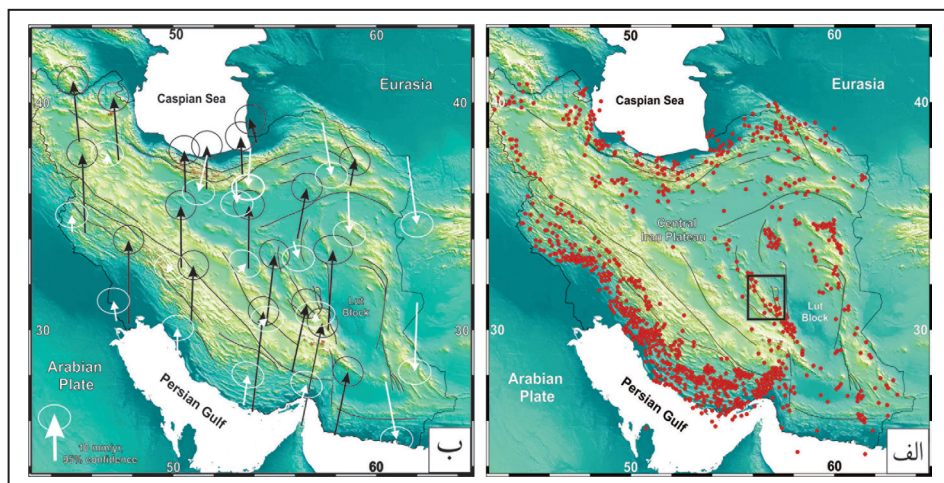 50
60
Caspian Sea
Eurasia
40
40
Lut
Block
30
30
Arabian
Plate
Persian Gulf
10 mm/yr,
95% confidence
50
60
ب
50
60
Caspian Sea
Eurasia
40
Central
Iran Plateau
Lut
Block
30
Arabian
Plate
Persian Gulf
50
60
الف